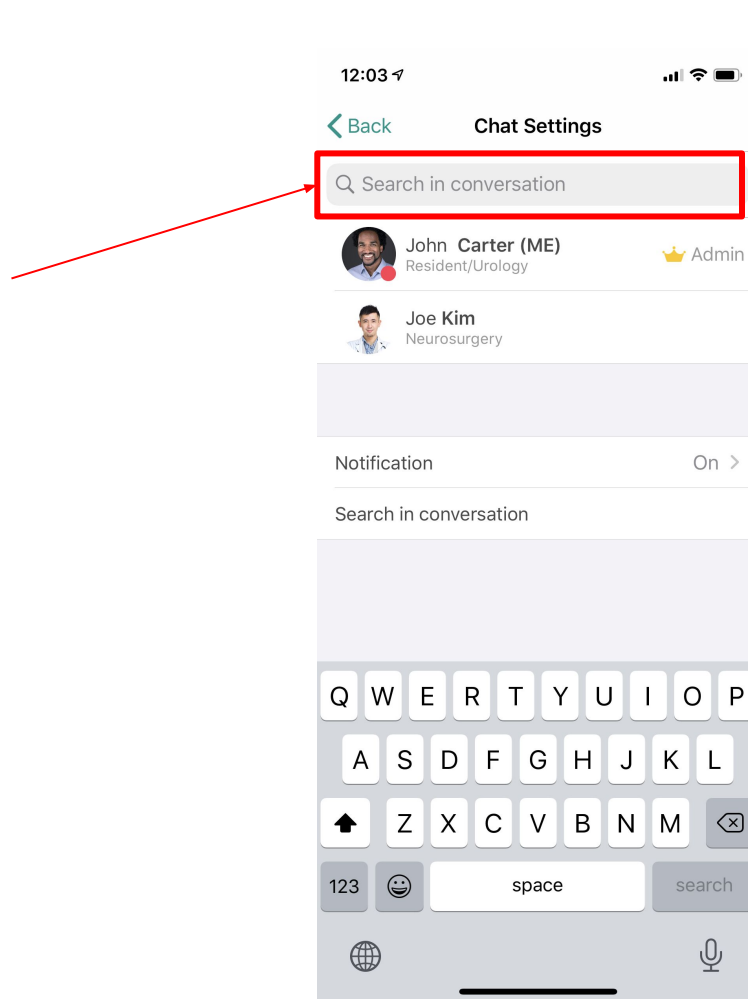 12:03
Back Chat Settings
Search in conversation
John Carter (ME)
Resident/Urology
Admin
Joe Kim
Neurosurgery
Notification On
Search in conversation
Q W E R T Y U I O P
A S D F G H J K L
Z X C V B N M
123 space search